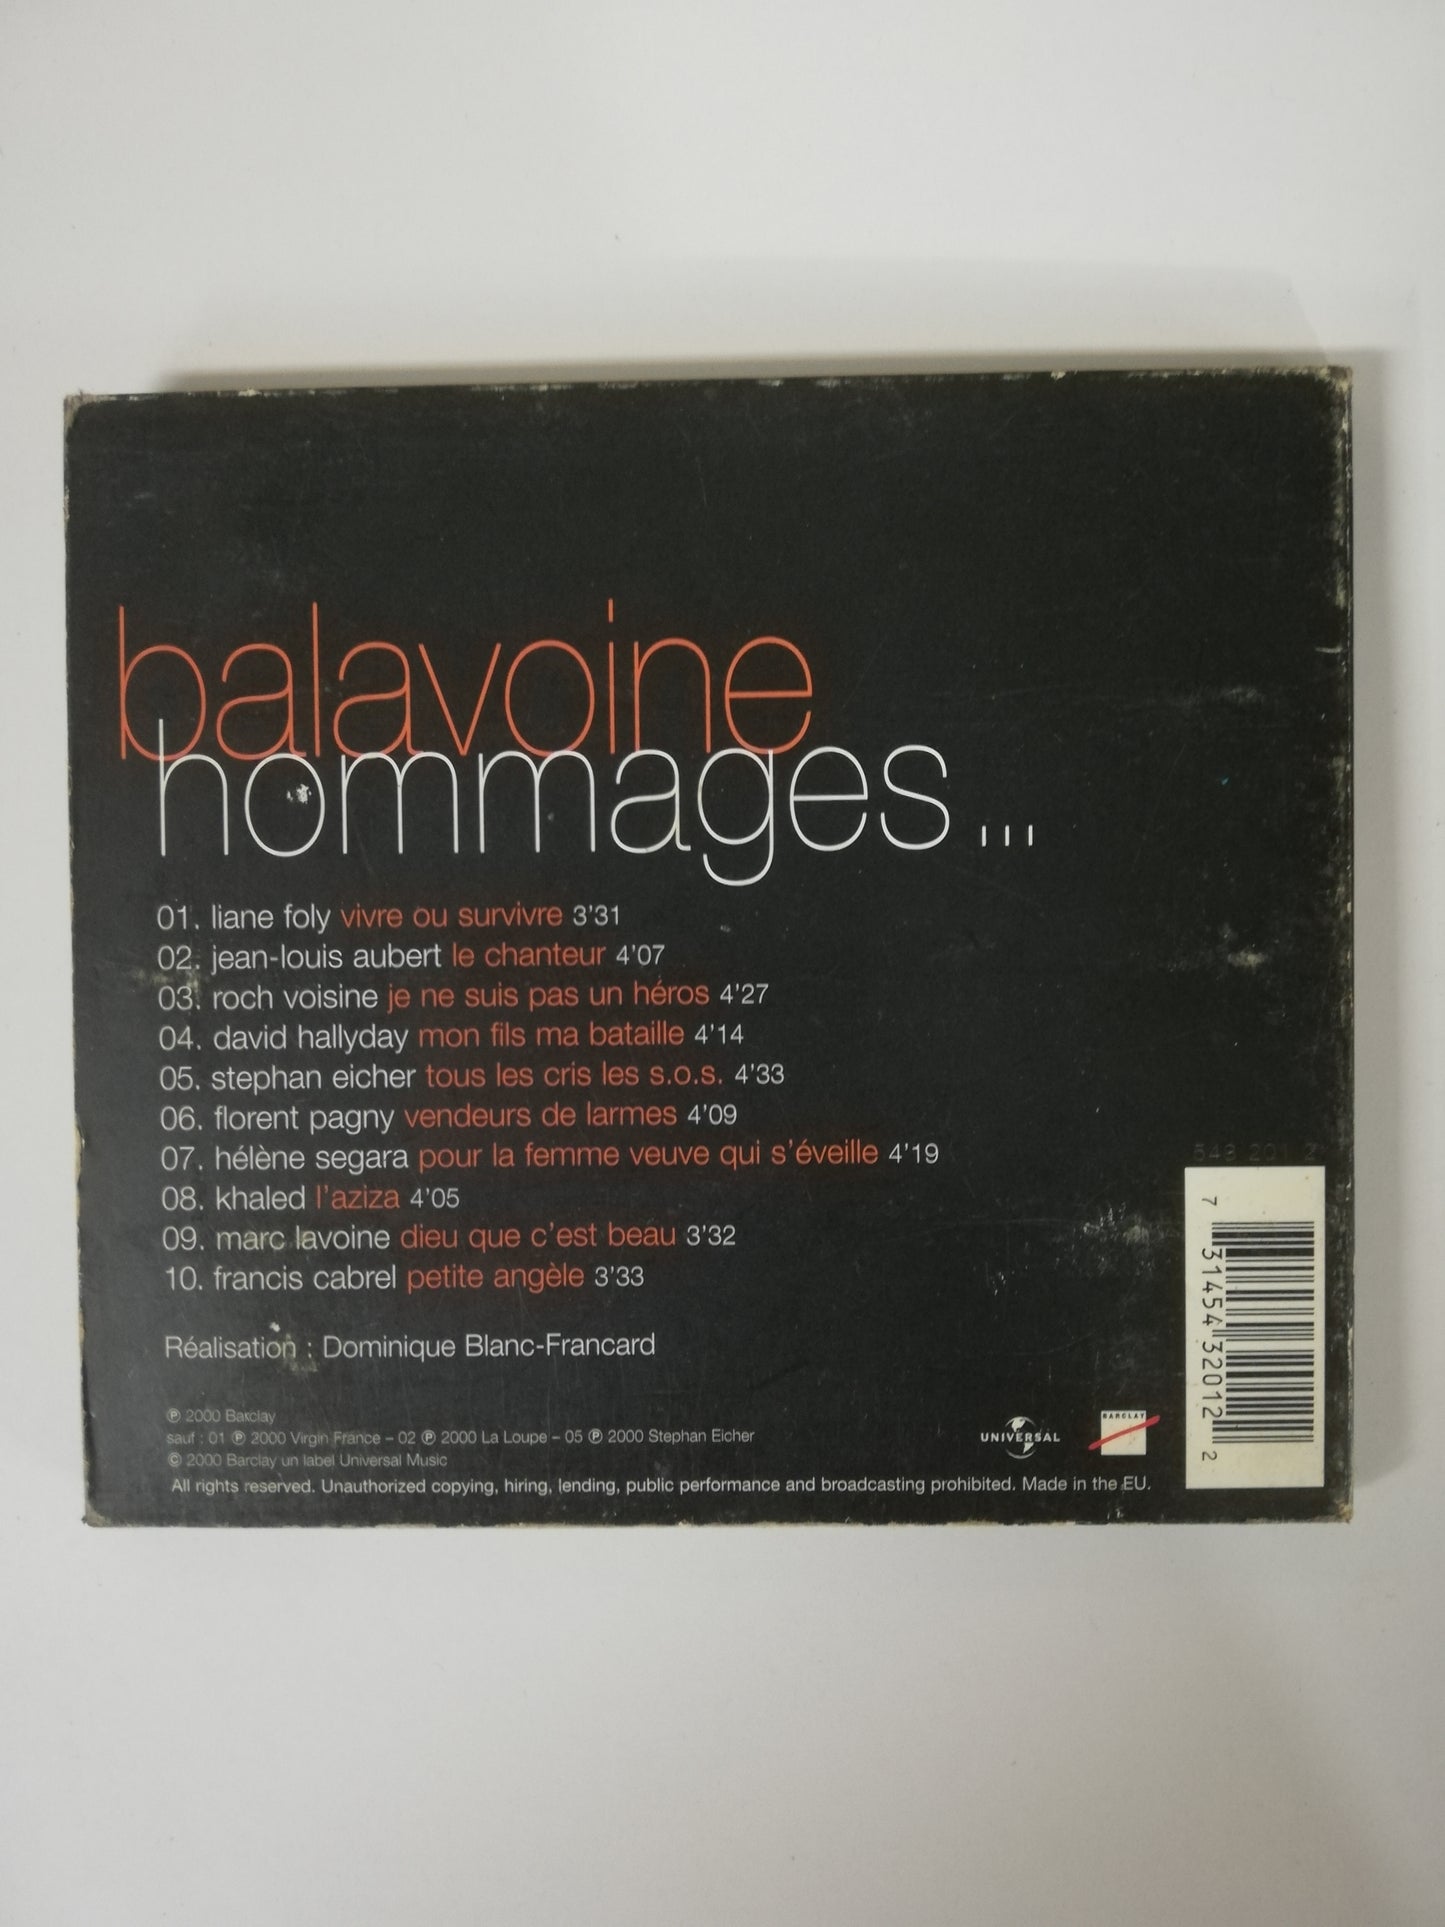 balavoine
hommages...
01. liane foly vivre ou survivre 3'31
02. jean-louis aubert le chanteur 4'07
03. roch voisine je ne suis pas un héros 4'27
04. david hallyday mon fils ma bataille 4'14
05. stephan eicher tous les cris les s.o.s. 4'33
06. florent pagny vendeurs de larmes 4'09
07. hélène segara pour la femme veuve qui s'éveille 4'19
08. khaled l'aziza 4'05
09. marc lavoine dieu que c'est beau 3'32
10. francis cabrel petite angèle 3'33
Réalisation : Dominique Blanc-Francard
℗ 2000 Barclay
sauf : 01 ℗ 2000 Virgin France – 02 ℗ 2000 La Loupe – 05 ℗ 2000 Stephan Eicher
© 2000 Barclay un label Universal Music
All rights reserved. Unauthorized copying, hiring, lending, public performance and broadcasting prohibited. Made in the EU.
UNIVERSAL
BARCLAY
543 201 2
7 31454 32012 2